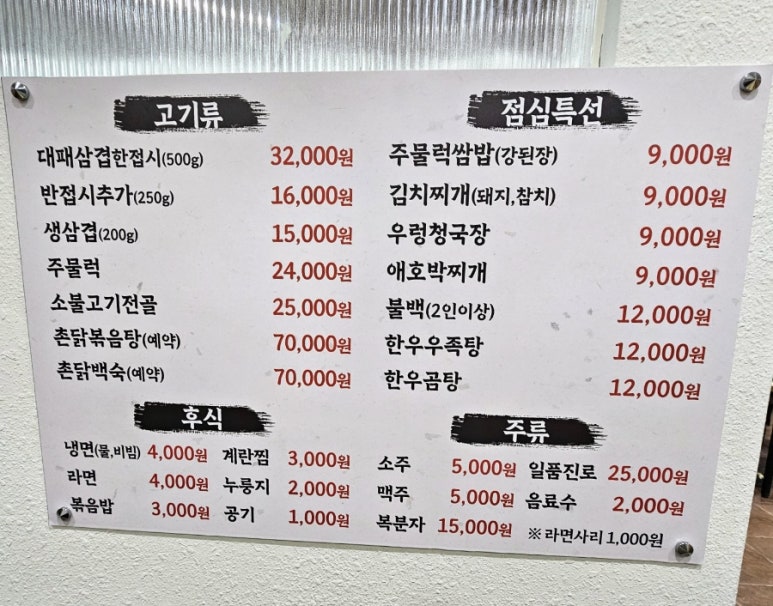 고기류
대패삼겹한접시(500g) 32,000원
반접시추가(250g) 16,000원
생삼겹(200g) 15,000원
주물럭 24,000원
소불고기전골 25,000원
촌닭볶음탕(예약) 70,000원
촌닭백숙(예약) 70,000원
점심특선
주물럭쌈밥(강된장) 9,000원
김치찌개(돼지,참치) 9,000원
우렁청국장 9,000원
애호박찌개 9,000원
불백(2인이상) 12,000원
한우우족탕 12,000원
한우곰탕 12,000원
후식
냉면(물,비빔) 4,000원 계란찜 3,000원
라면 4,000원 누룽지 2,000원
볶음밥 3,000원 공기 1,000원
주류
소주 5,000원 일품진로 25,000원
맥주 5,000원 음료수 2,000원
복분자 15,000원 ※ 라면사리 1,000원